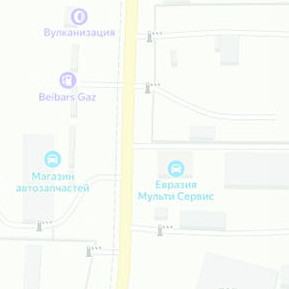 Вулканизация
Beibars Gaz
Магазин
автозапчастей
Евразия
Мульти Сервис